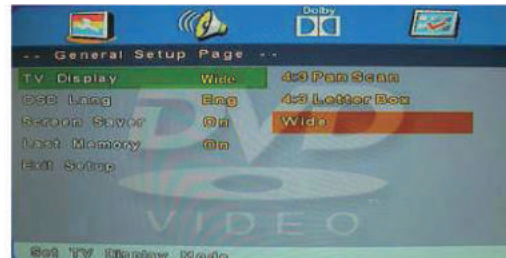 Dolby
-- General Setup Page --
TV Display Wide 4:3 Pan Scan
OSD Lang Eng 4:3 Letter Box
Screen Saver On Wide
Last Memory On
Exit Setup
DVD
VIDEO
Set TV Display Mode